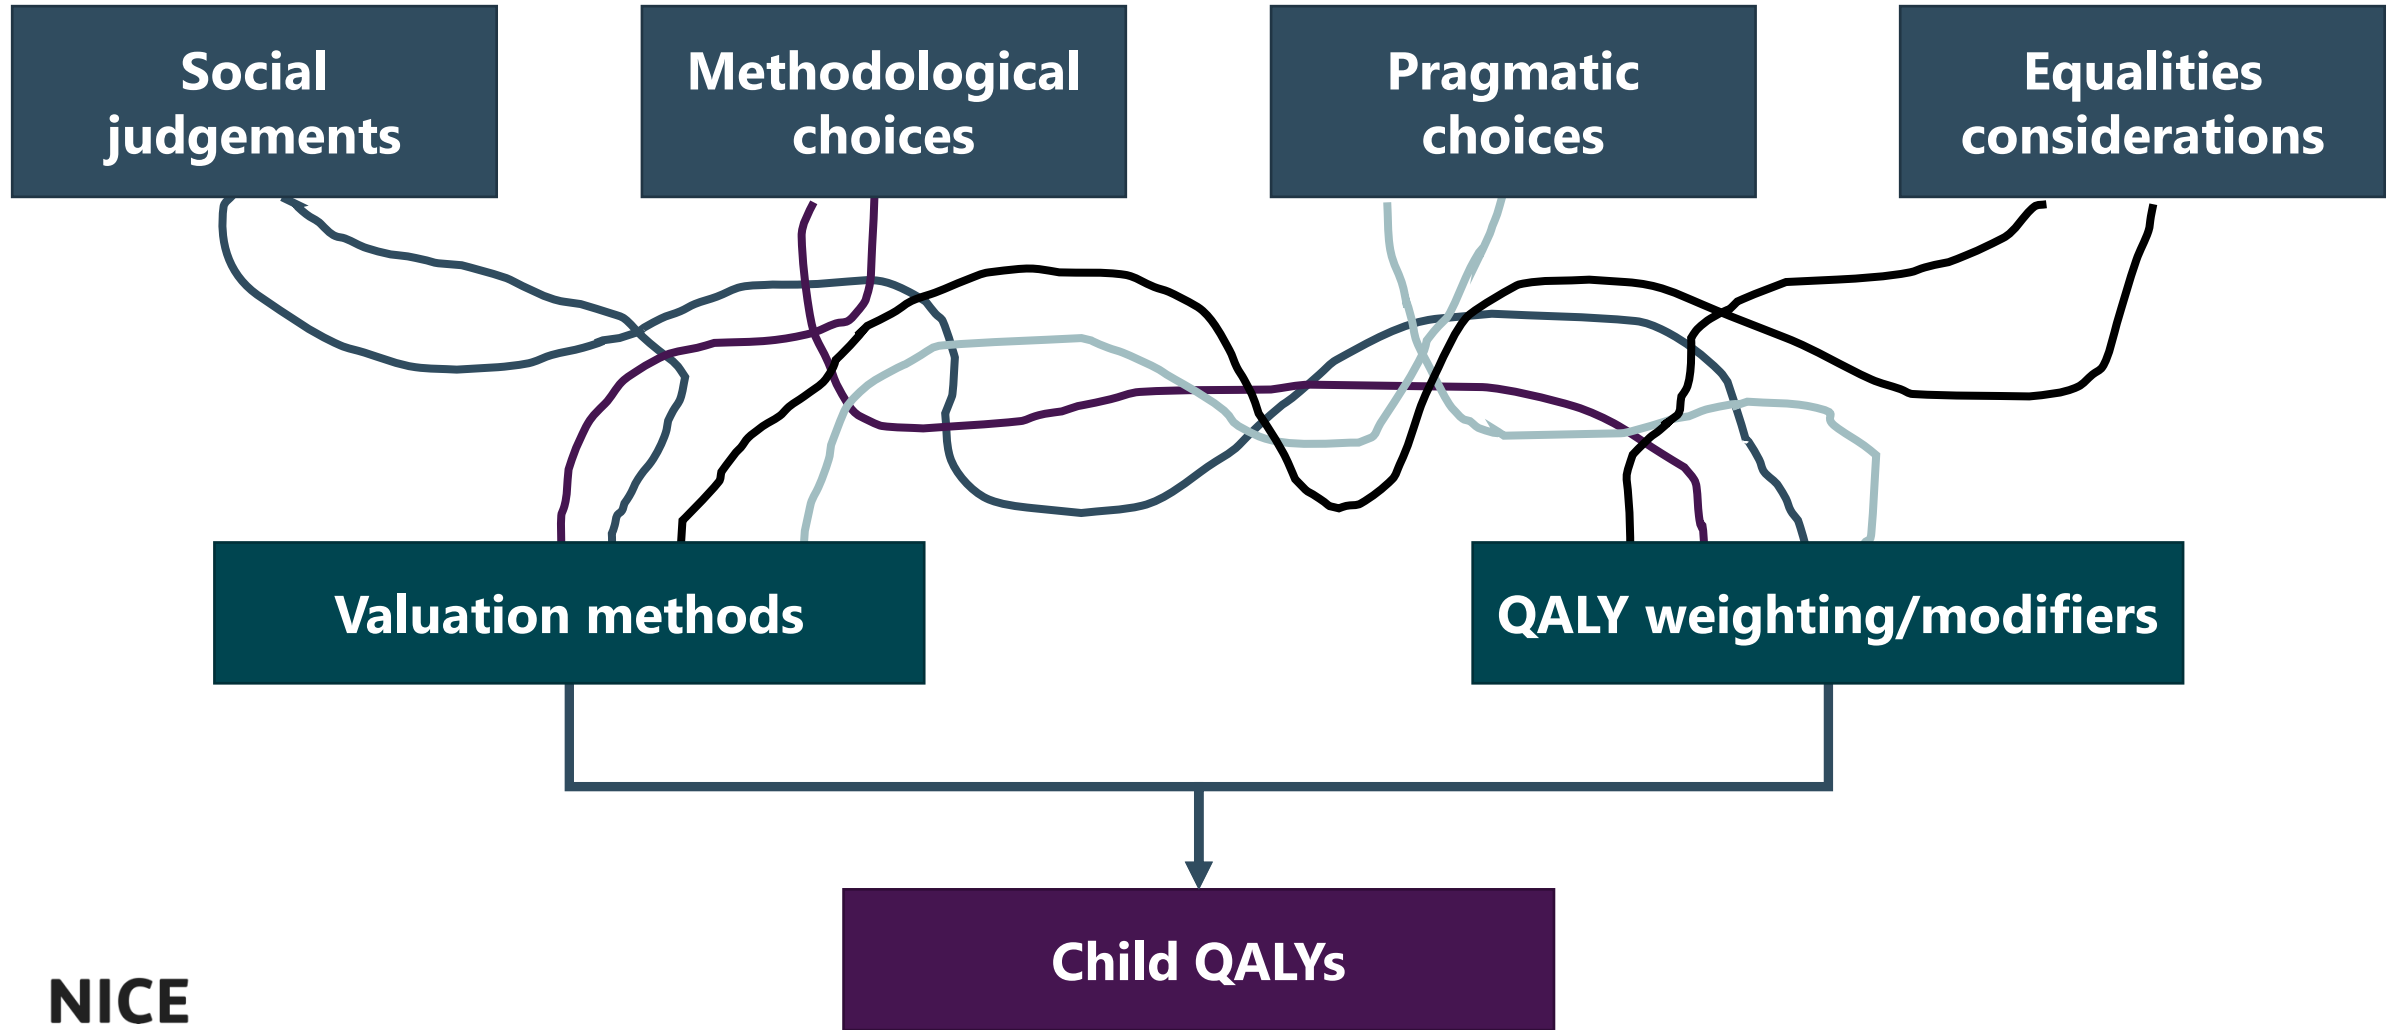 Social
judgements
Methodological
choices
Pragmatic
choices
Equalities
considerations
Valuation methods
QALY weighting/modifiers
Child QALYs
NICE